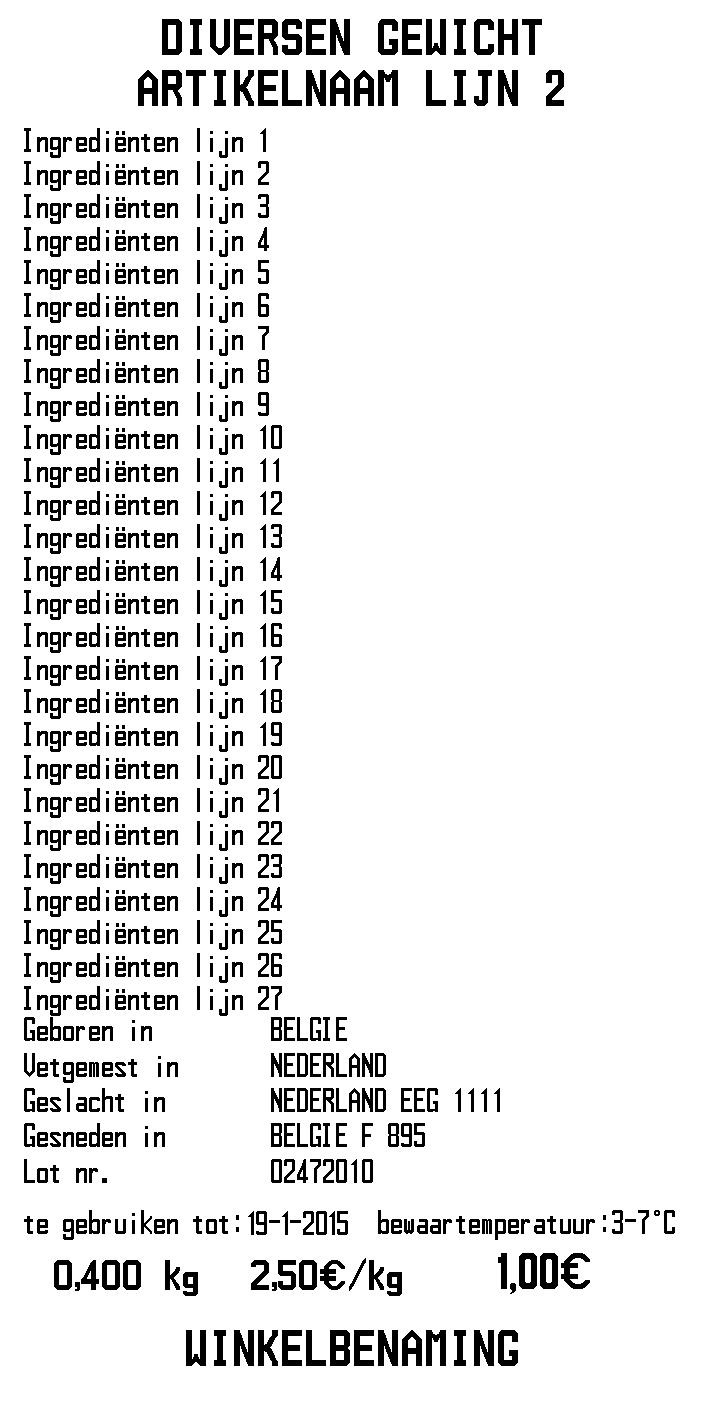 DIVERSEN GEWICHT
ARTIKELNAAM LIJN 2
Ingrediënten lijn 1
Ingrediënten lijn 2
Ingrediënten lijn 3
Ingrediënten lijn 4
Ingrediënten lijn 5
Ingrediënten lijn 6
Ingrediënten lijn 7
Ingrediënten lijn 8
Ingrediënten lijn 9
Ingrediënten lijn 10
Ingrediënten lijn 11
Ingrediënten lijn 12
Ingrediënten lijn 13
Ingrediënten lijn 14
Ingrediënten lijn 15
Ingrediënten lijn 16
Ingrediënten lijn 17
Ingrediënten lijn 18
Ingrediënten lijn 19
Ingrediënten lijn 20
Ingrediënten lijn 21
Ingrediënten lijn 22
Ingrediënten lijn 23
Ingrediënten lijn 24
Ingrediënten lijn 25
Ingrediënten lijn 26
Ingrediënten lijn 27
Geboren in BELGIE
Vetgemest in NEDERLAND
Geslacht in NEDERLAND EEG 1111
Gesneden in BELGIE F 895
Lot nr. 02472010
te gebruiken tot:19-1-2015 bewaartemperatuur:3-7°C
0,400 kg 2,50€/kg 1,00€
WINKELBENAMING